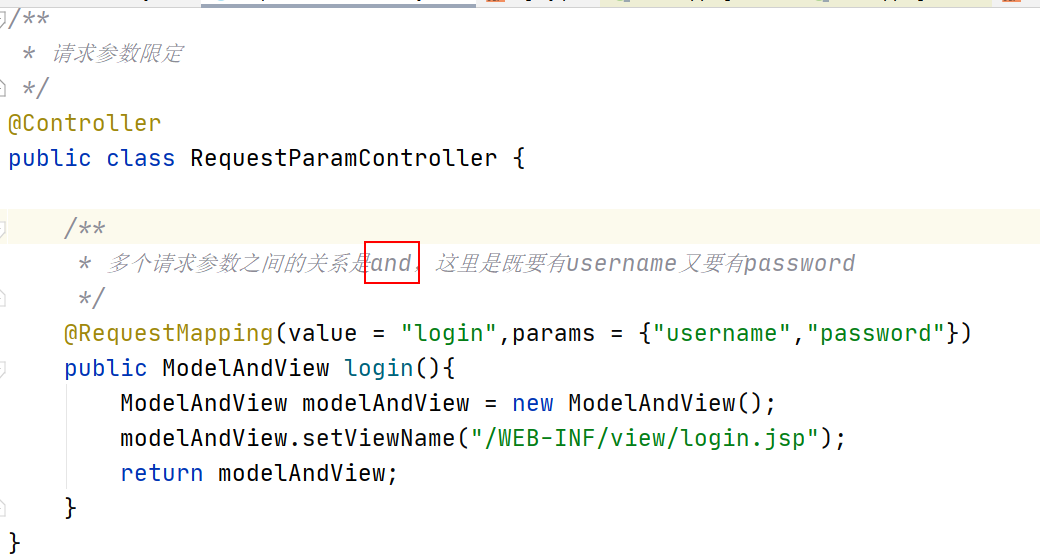 /**
 * 请求参数限定
 */
@Controller
public class RequestParamController {
/**
 * 多个请求参数之间的关系是and，这里是既要有username又要有password
 */
@RequestMapping(value = "login",params = {"username","password"})
public ModelAndView login(){
ModelAndView modelAndView = new ModelAndView();
modelAndView.setViewName("/WEB-INF/view/login.jsp");
return modelAndView;
}
}